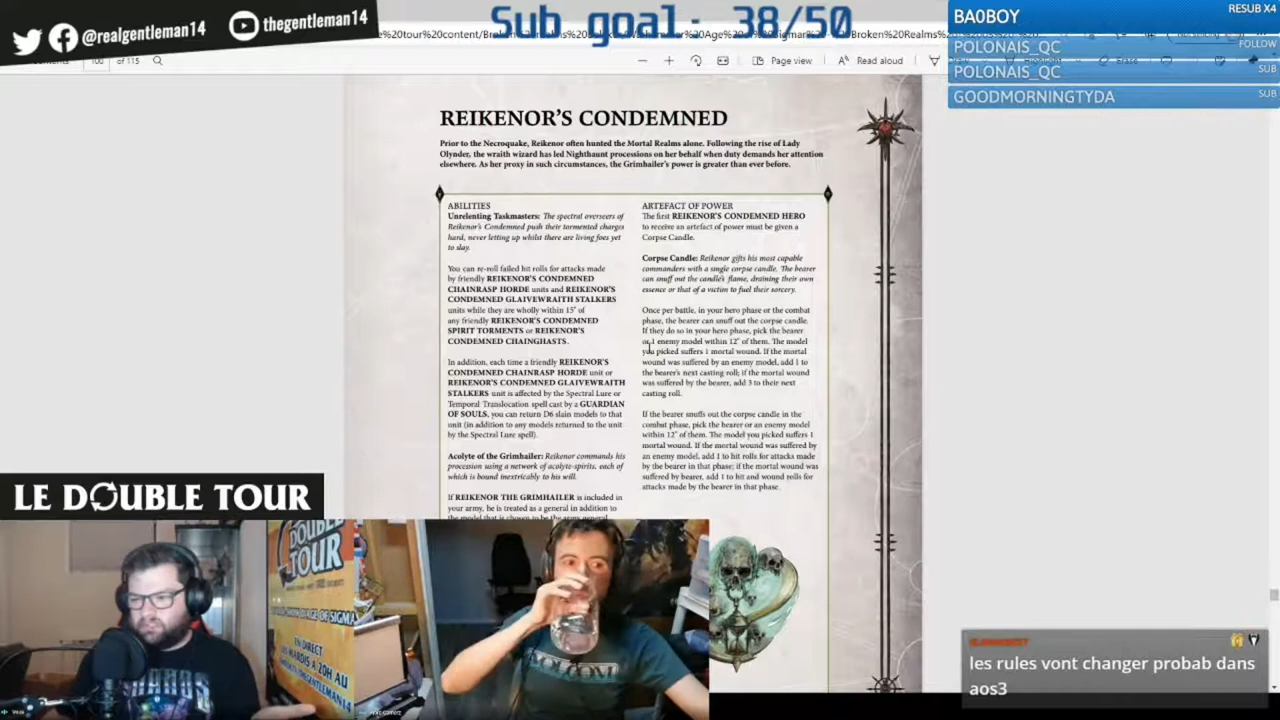 @realgentleman14
thegentleman14
Sub goal: 38/50
BA0BOY
RESUB X4
POLONAIS_QC
FOLLOW
POLONAIS_QC
SUB
GOODMORNINGTYDA
SUB
100 of 115
Page view
Read aloud
REIKENOR'S CONDEMNED
Prior to the Necroquake, Reikenor often hunted the Mortal Realms alone. Following the rise of Lady
Olynder, the wraith wizard has led Nighthaunt processions on her behalf when duty demands her attention
elsewhere. As her proxy in such circumstances, the Grimhailer's power is greater than ever before.
ABILITIES
Unrelenting Taskmasters: The spectral overseers of
Reikenor's Condemned push their tormented charges
hard, never letting up whilst there are living foes yet
to slay.
You can re-roll failed hit rolls for attacks made
by friendly REIKENOR'S CONDEMNED
CHAINRASP HORDE units and REIKENOR'S
CONDEMNED GLAIVEWRAITH STALKERS
units while they are wholly within 15" of
any friendly REIKENOR'S CONDEMNED
SPIRIT TORMENTS or REIKENOR'S
CONDEMNED CHAINGHASTS.
In addition, each time a friendly REIKENOR'S
CONDEMNED CHAINRASP HORDE unit or
REIKENOR'S CONDEMNED GLAIVEWRAITH
STALKERS unit is affected by the Spectral Lure or
Temporal Translocation spell cast by a GUARDIAN
OF SOULS, you can return D6 slain models to that
unit (in addition to any models returned to the unit
by the Spectral Lure spell).
Acolyte of the Grimhailer: Reikenor commands his
procession using a network of acolyte-spirits, each of
which is bound inextricably to his will.
If REIKENOR THE GRIMHAILER is included in
your army, he is treated as a general in addition to
the model that is chosen to be the army general
ARTEFACT OF POWER
The first REIKENOR'S CONDEMNED HERO
to receive an artefact of power must be given a
Corpse Candle.
Corpse Candle: Reikenor gifts his most capable
commanders with a single corpse candle. The bearer
can snuff out the candle's flame, draining their own
essence or that of a victim to fuel their sorcery.
Once per battle, in your hero phase or the combat
phase, the bearer can snuff out the corpse candle.
If they do so in your hero phase, pick the bearer
or 1 enemy model within 12" of them. The model
you picked suffers 1 mortal wound. If the mortal
wound was suffered by an enemy model, add 1 to
the bearer's next casting roll; if the mortal wound
was suffered by the bearer, add 3 to their next
casting roll.
If the bearer snuffs out the corpse candle in the
combat phase, pick the bearer or an enemy model
within 12" of them. The model you picked suffers 1
mortal wound. If the mortal wound was suffered by
an enemy model, add 1 to hit rolls for attacks made
by the bearer in that phase; if the mortal wound was
suffered by bearer, add 1 to hit and wound rolls for
attacks made by the bearer in that phase.
LE DOUBLE TOUR
DOUBLE
TOUR
EN DIRECT
LES MARDIS A 20H AU
les rules vont changer probab dans
aos3